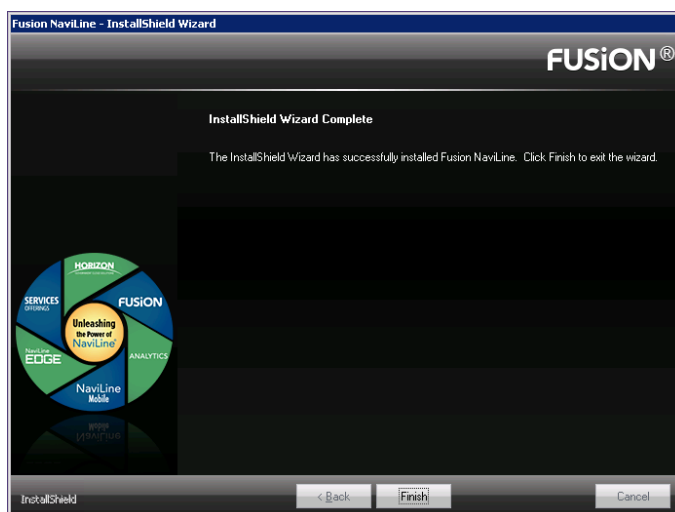 Fusion NaviLine - InstallShield Wizard
FUSiON®
InstallShield Wizard Complete
The InstallShield Wizard has successfully installed Fusion NaviLine. Click Finish to exit the wizard.
HORIZON
SERVICES
OFFERINGS
FUSiON
Unleashing
the Power of
NaviLine®
NaviLine
EDGE
ANALYTICS
NaviLine
Mobile
InstallShield
< Back
Finish
Cancel